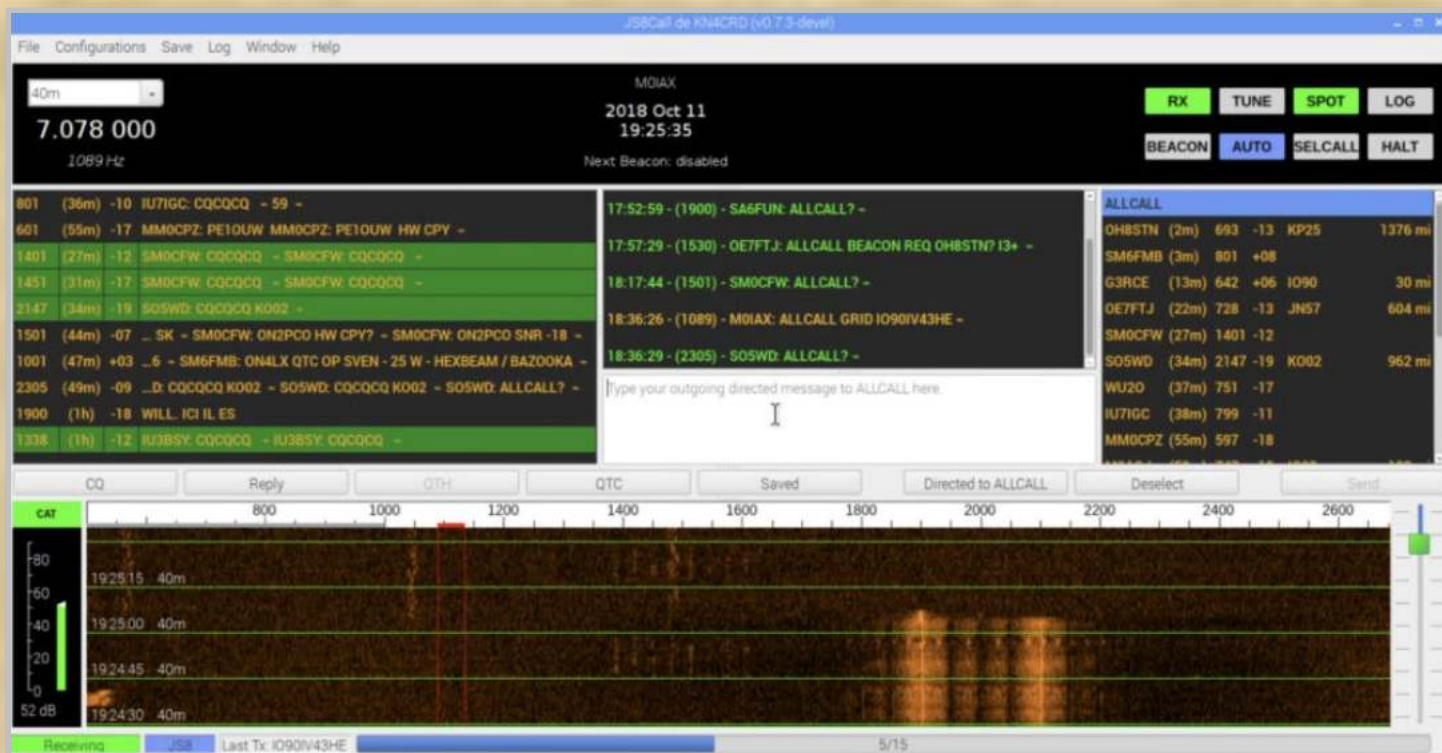 JS8Call de KN4CRD (v0.7.3-devel)
File Configurations Save Log Window Help
40m
7.078 000
1089 Hz
M0IAX
2018 Oct 11
19:25:35
Next Beacon: disabled
RX TUNE SPOT LOG
BEACON AUTO SELCALL HALT
801 (36m) -10 IU7IGC: CQCQCQ ~ 59 ~
601 (55m) -17 MM0CPZ: PE1OUW MM0CPZ: PE1OUW HW CPY ~
1401 (27m) -12 SM0CFW: CQCQCQ ~ SM0CFW: CQCQCQ ~
1451 (31m) -17 SM0CFW: CQCQCQ ~ SM0CFW: CQCQCQ ~
2147 (34m) -19 SO5WD: CQCQCQ KO02 ~
1501 (44m) -07 ... SK ~ SM0CFW: ON2PCO HW CPY? ~ SM0CFW: ON2PCO SNR -18 ~
1001 (47m) +03 ...6 ~ SM6FMB: ON4LX QTC OP SVEN - 25 W - HEXBEAM / BAZOOKA ~
2305 (49m) -09 ...D: CQCQCQ KO02 ~ SO5WD: CQCQCQ KO02 ~ SO5WD: ALLCALL? ~
1900 (1h) -18 WILL. ICI IL ES
1338 (1h) -12 IU3BSY: CQCQCQ ~ IU3BSY: CQCQCQ ~
17:52:59 - (1900) - SA6FUN: ALLCALL? ~
17:57:29 - (1530) - OE7FTJ: ALLCALL BEACON REQ OH8STN? I3+ ~
18:17:44 - (1501) - SM0CFW: ALLCALL? ~
18:36:26 - (1089) - M0IAX: ALLCALL GRID IO90IV43HE ~
18:36:29 - (2305) - SO5WD: ALLCALL? ~
Type your outgoing directed message to ALLCALL here.
ALLCALL
OH8STN (2m) 693 -13 KP25 1376 mi
SM6FMB (3m) 801 +08
G3RCE (13m) 642 +06 IO90 30 mi
OE7FTJ (22m) 728 -13 JN57 604 mi
SM0CFW (27m) 1401 -12
SO5WD (34m) 2147 -19 KO02 962 mi
WU2O (37m) 751 -17
IU7IGC (38m) 799 -11
MM0CPZ (55m) 597 -18
CQ Reply QTH QTC Saved Directed to ALLCALL Deselect Send
CAT
800 1000 1200 1400 1600 1800 2000 2200 2400 2600
80
60
40
20
0
52 dB
19:25:15 40m
19:25:00 40m
19:24:45 40m
19:24:30 40m
Receiving JS8 Last Tx: IO90IV43HE 5/15